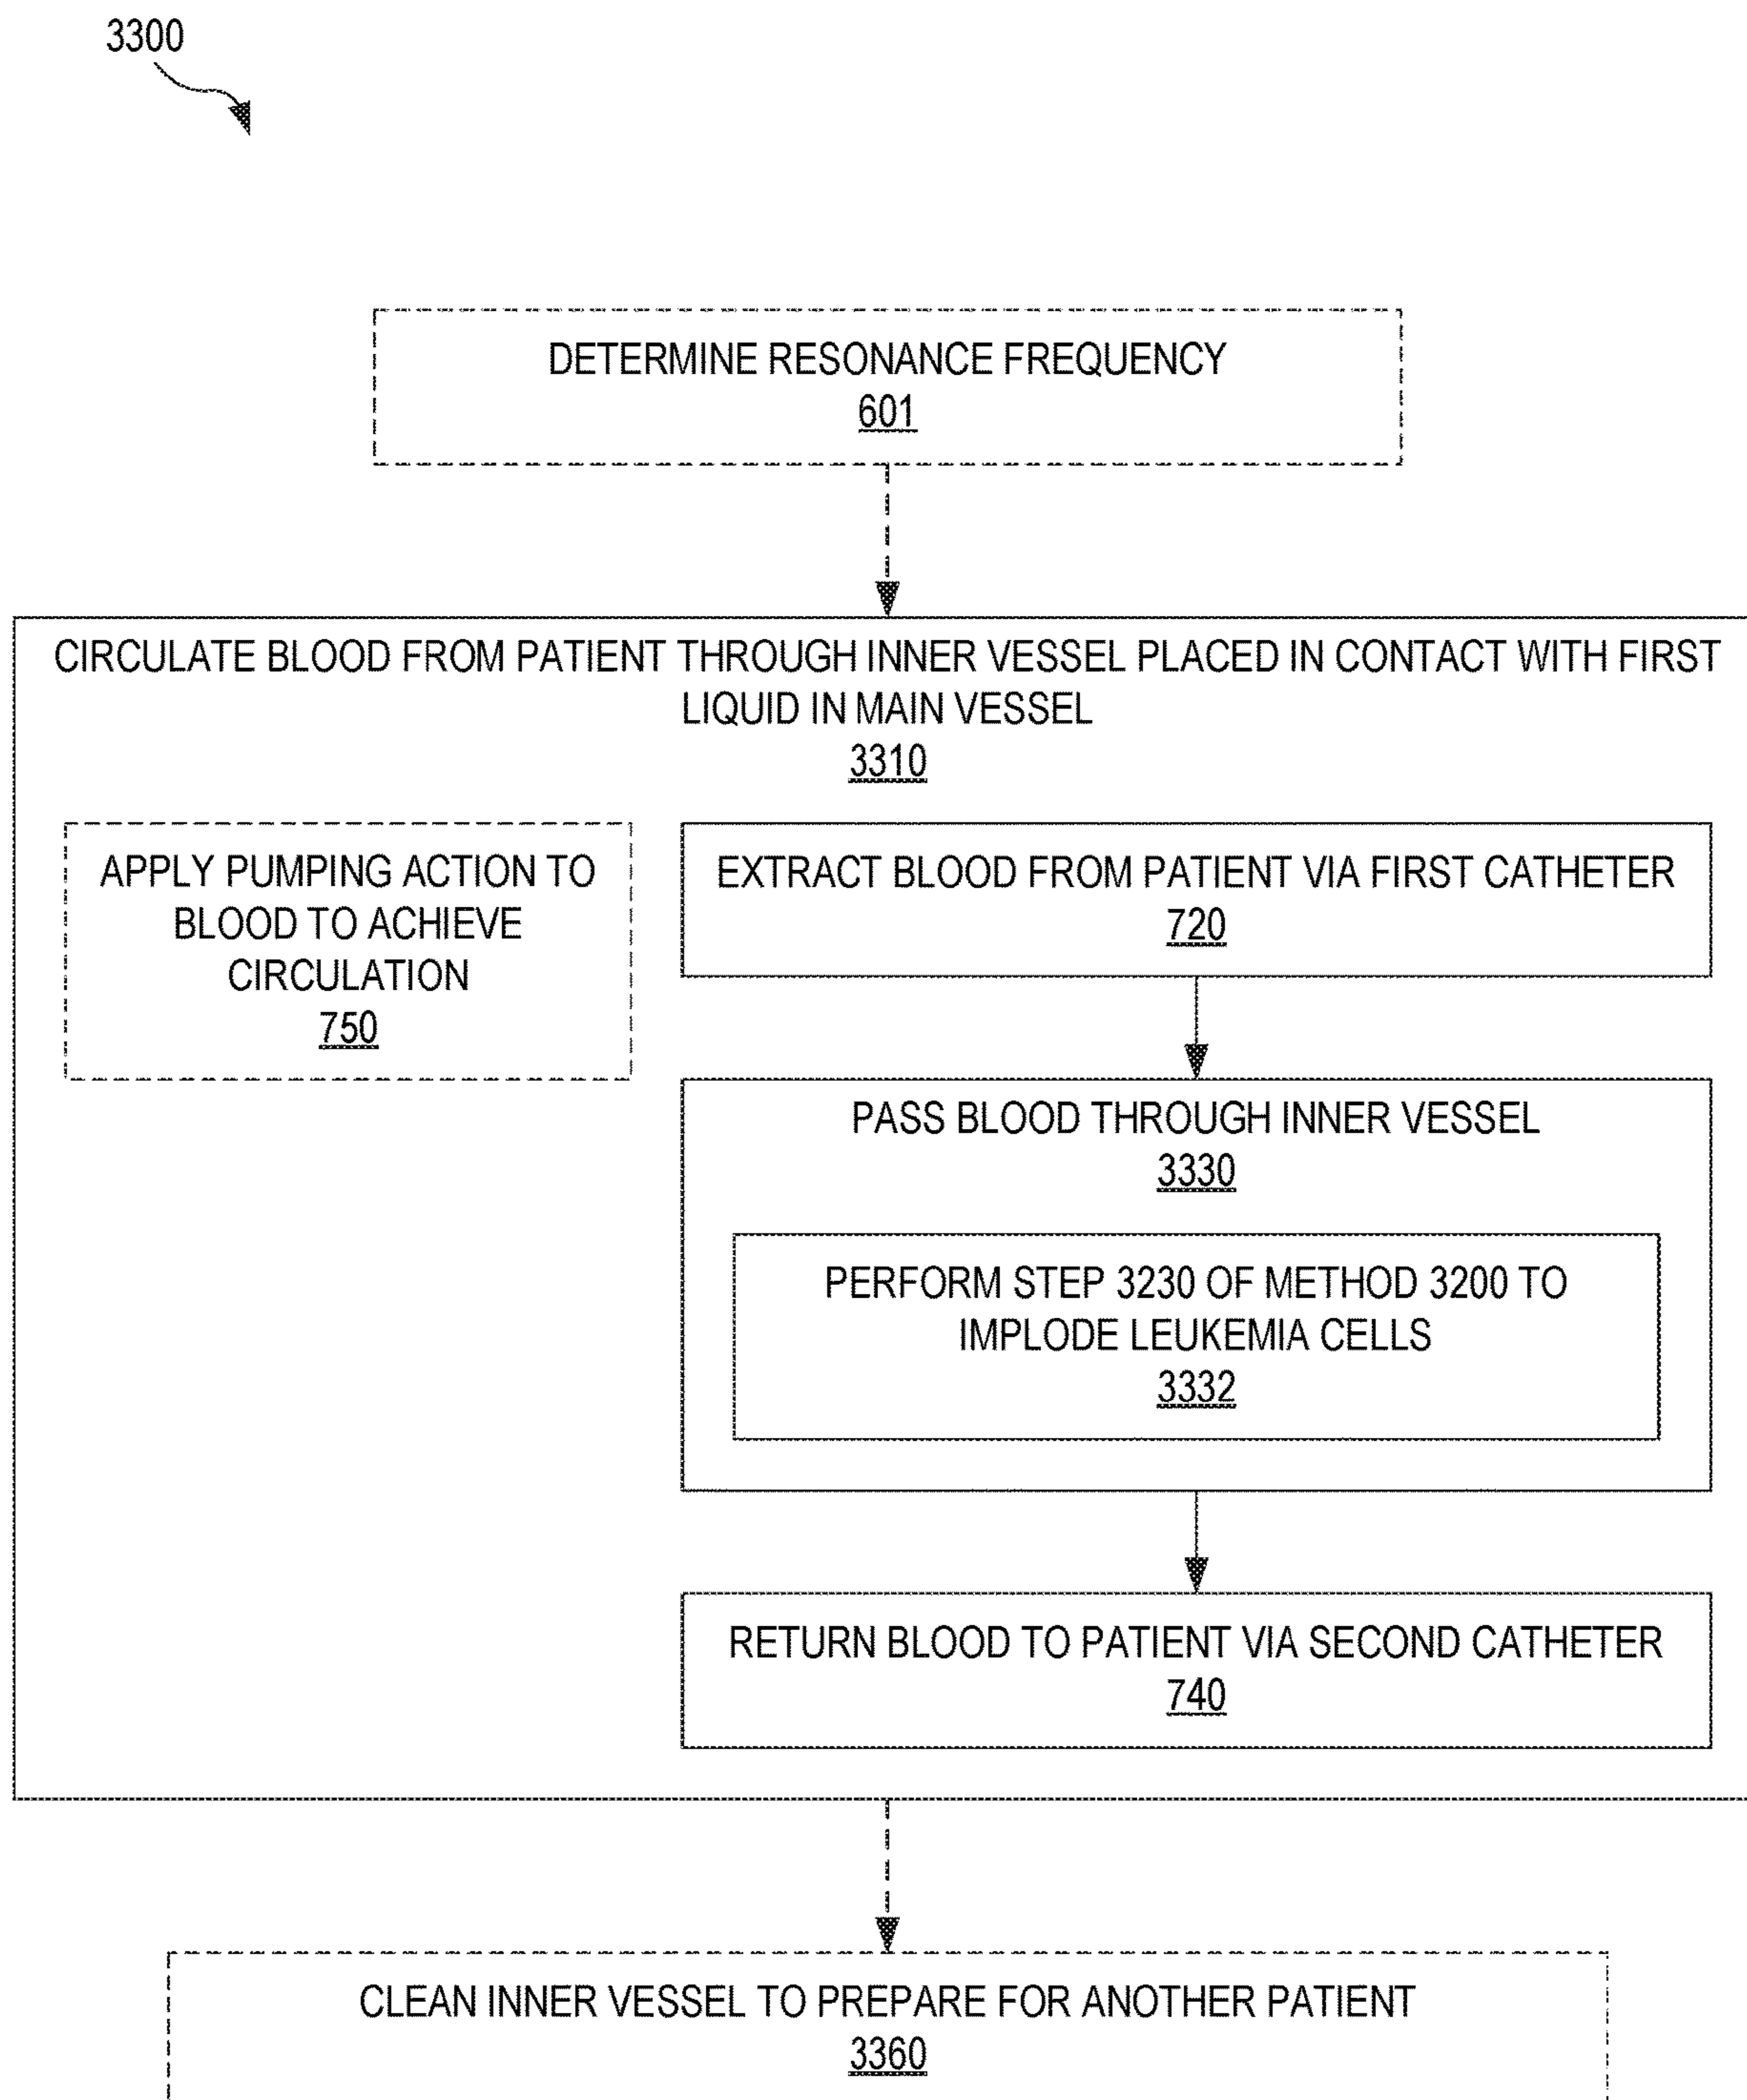 3300
DETERMINE RESONANCE FREQUENCY
601
CIRCULATE BLOOD FROM PATIENT THROUGH INNER VESSEL PLACED IN CONTACT WITH FIRST
LIQUID IN MAIN VESSEL
3310
APPLY PUMPING ACTION TO
BLOOD TO ACHIEVE
CIRCULATION
750
EXTRACT BLOOD FROM PATIENT VIA FIRST CATHETER
720
PASS BLOOD THROUGH INNER VESSEL
3330
PERFORM STEP 3230 OF METHOD 3200 TO
IMPLODE LEUKEMIA CELLS
3332
RETURN BLOOD TO PATIENT VIA SECOND CATHETER
740
CLEAN INNER VESSEL TO PREPARE FOR ANOTHER PATIENT
3360